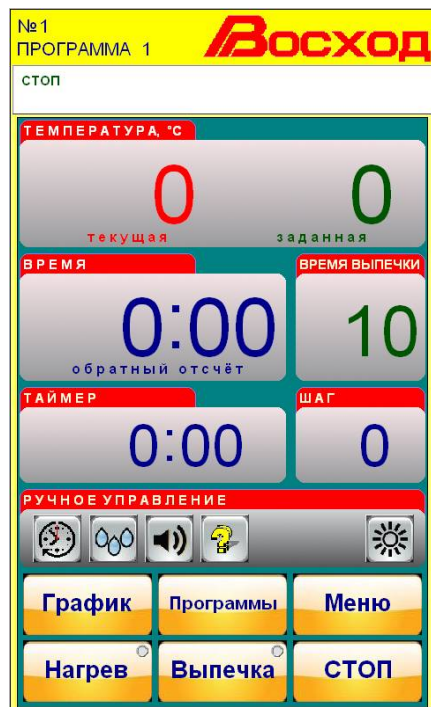 №1
ПРОГРАММА 1
Восход
стоп
ТЕМПЕРАТУРА, °С
0 0
текущая заданная
ВРЕМЯ ВРЕМЯ ВЫПЕЧКИ
0:00 10
обратный отсчёт
ТАЙМЕР ШАГ
0:00 0
РУЧНОЕ УПРАВЛЕНИЕ
График Программы Меню
Нагрев Выпечка СТОП